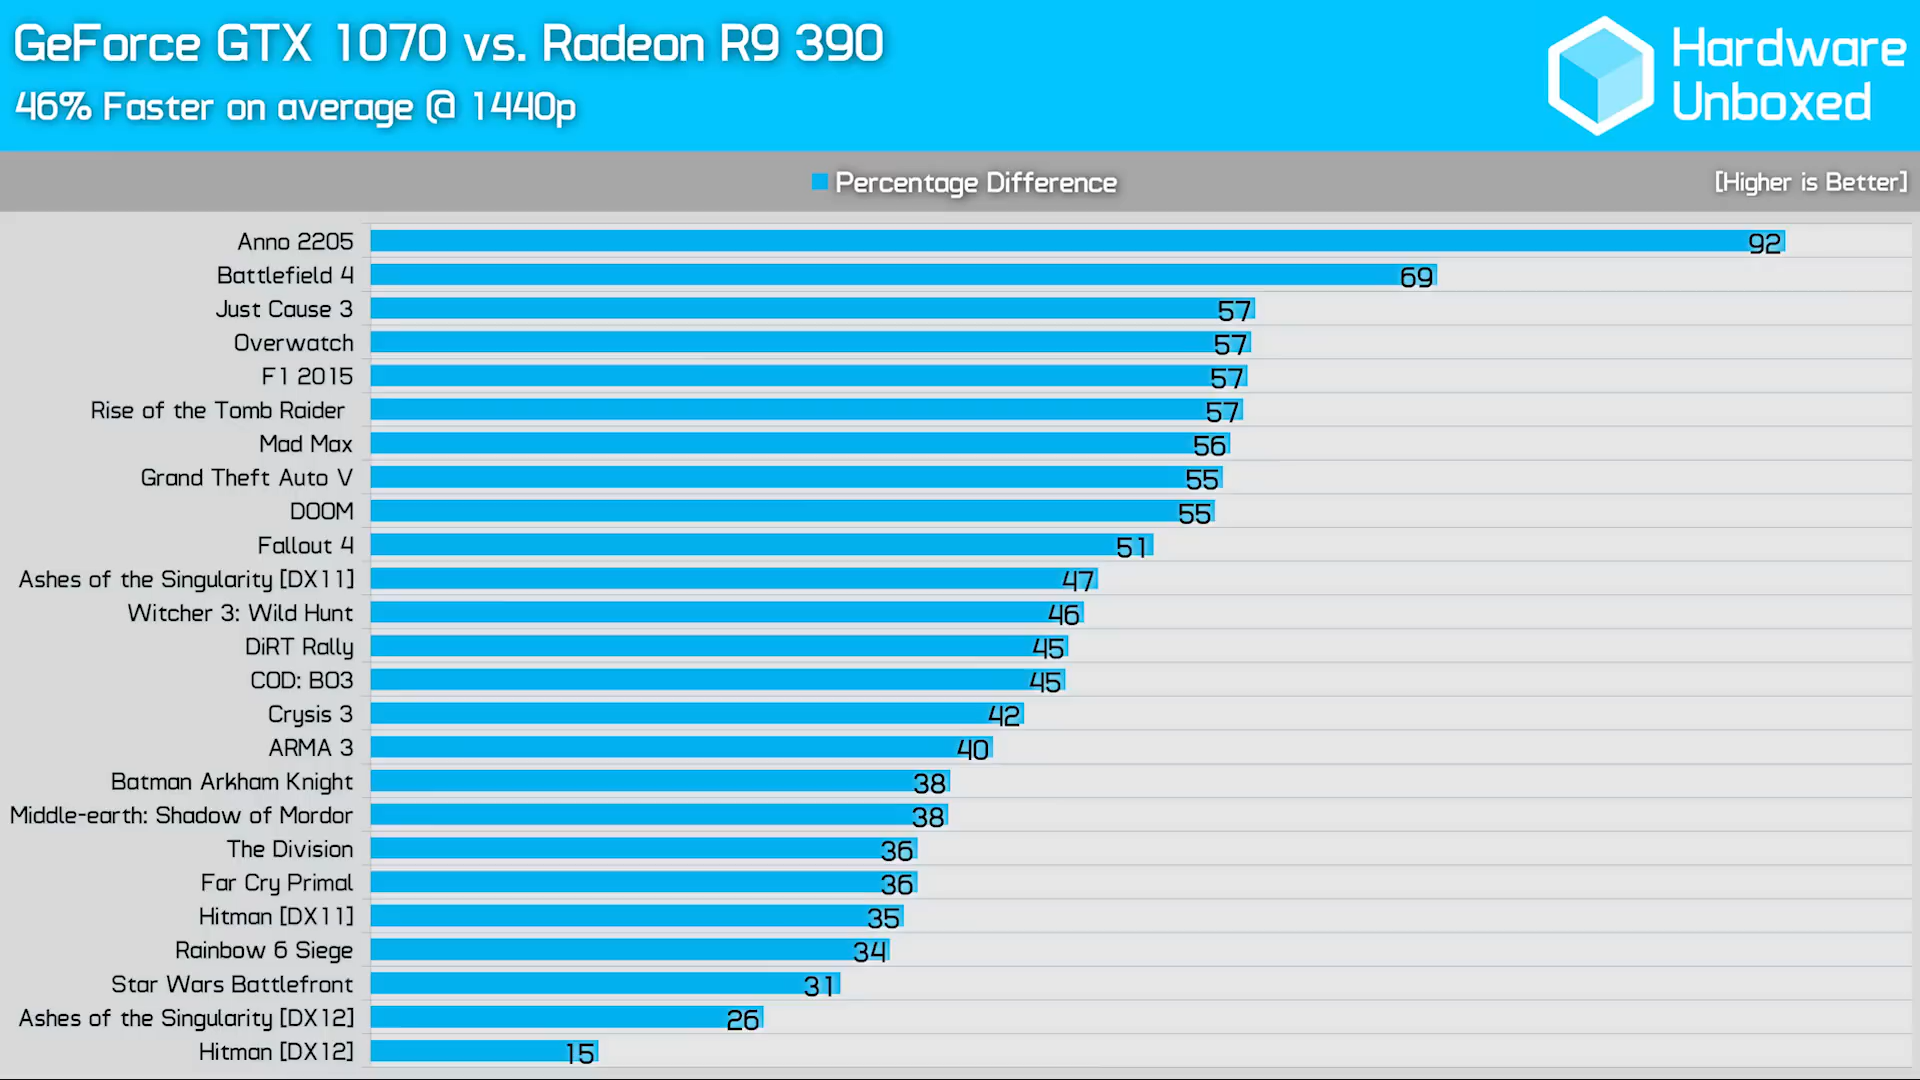 GeForce GTX 1070 vs. Radeon R9 390
46% Faster on average @ 1440p
Hardware
Unboxed
Percentage Difference
[Higher is Better]
Anno 2205 92
Battlefield 4 69
Just Cause 3 57
Overwatch 57
F1 2015 57
Rise of the Tomb Raider 57
Mad Max 56
Grand Theft Auto V 55
DOOM 55
Fallout 4 51
Ashes of the Singularity [DX11] 47
Witcher 3: Wild Hunt 46
DiRT Rally 45
COD: BO3 45
Crysis 3 42
ARMA 3 40
Batman Arkham Knight 38
Middle-earth: Shadow of Mordor 38
The Division 36
Far Cry Primal 36
Hitman [DX11] 35
Rainbow 6 Siege 34
Star Wars Battlefront 31
Ashes of the Singularity [DX12] 26
Hitman [DX12] 15